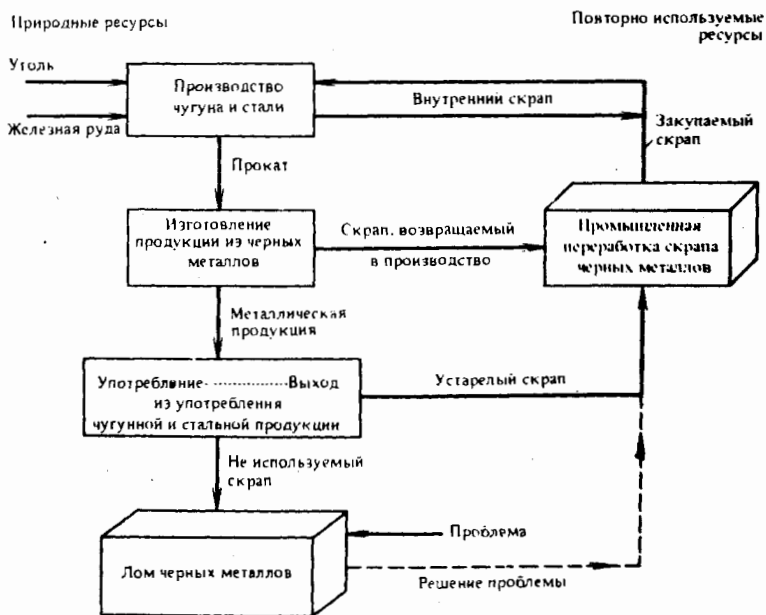 Природные ресурсы
Повторно используемые
ресурсы
Уголь
Железная руда
Производство
чугуна и стали
Внутренний скрап
Закупаемый
скрап
Прокат
Изготовление
продукции из черных
металлов
Скрап, возвращаемый
в производство
Промышленная
переработка скрапа
черных металлов
Металлическая
продукция
Употребление- ..............Выход
из употребления
чугунной и стальной продукции
Устарелый скрап
Не используемый
скрап
Проблема
Лом черных металлов
Решение проблемы